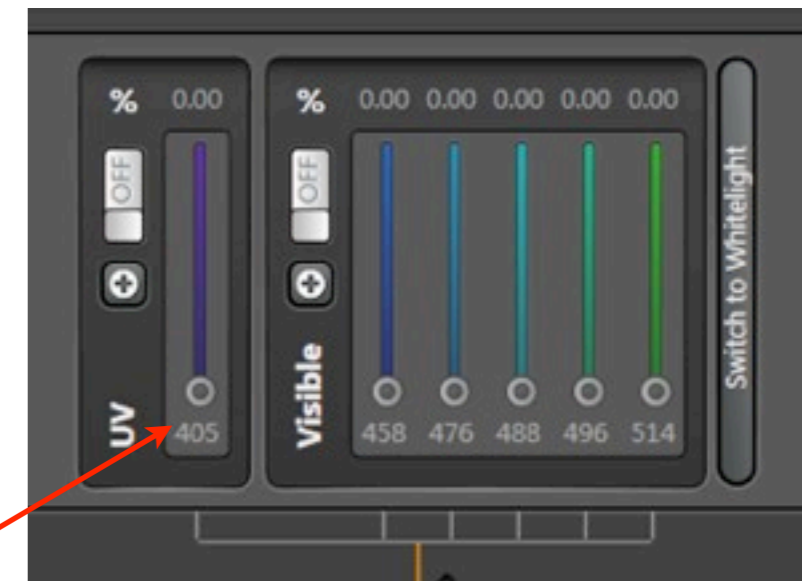 % 0.00
OFF
UV
405
% 0.00 0.00 0.00 0.00 0.00
OFF
Visible
458 476 488 496 514
Switch to Whitelight